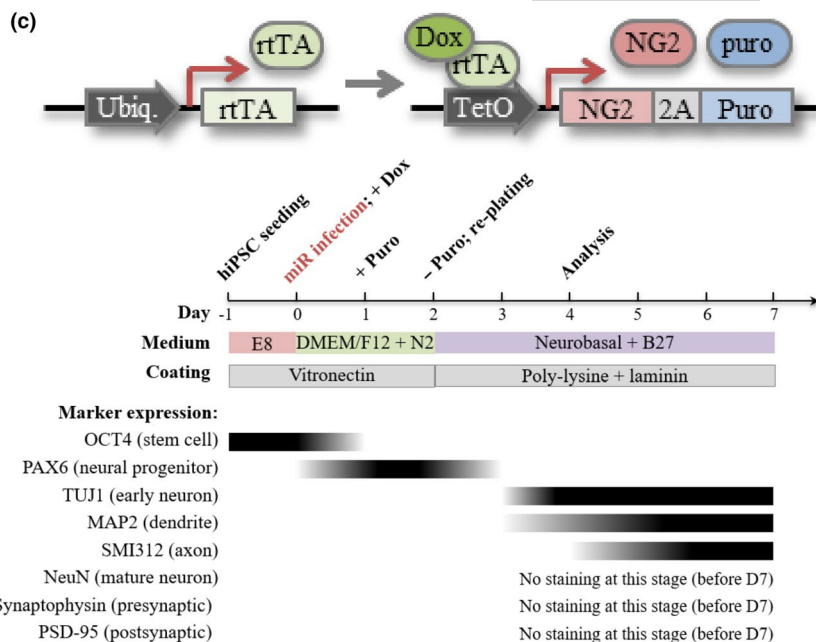 (c)
rtTA
Dox
rtTA
NG2
puro
Ubiq.
rtTA
TetO
NG2
2A
Puro
hiPSC seeding
miR infection; + Dox
+ Puro
– Puro; re-plating
Analysis
Day -1 0 1 2 3 4 5 6 7
Medium E8 DMEM/F12 + N2 Neurobasal + B27
Coating Vitronectin Poly-lysine + laminin
Marker expression:
OCT4 (stem cell)
PAX6 (neural progenitor)
TUJ1 (early neuron)
MAP2 (dendrite)
SMI312 (axon)
NeuN (mature neuron) No staining at this stage (before D7)
Synaptophysin (presynaptic) No staining at this stage (before D7)
PSD-95 (postsynaptic) No staining at this stage (before D7)